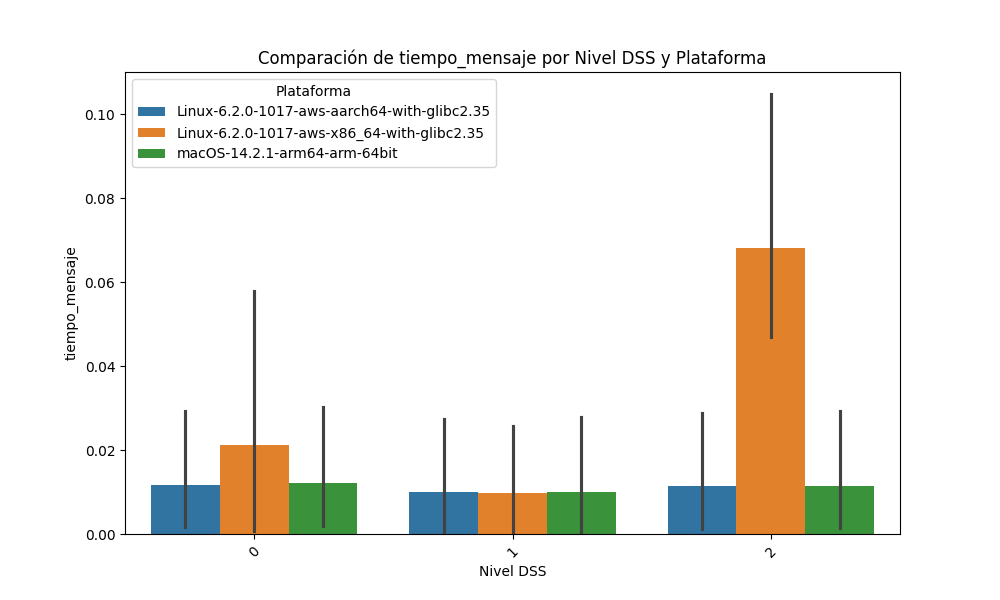 Comparación de tiempo_mensaje por Nivel DSS y Plataforma
Plataforma
Linux-6.2.0-1017-aws-aarch64-with-glibc2.35
Linux-6.2.0-1017-aws-x86_64-with-glibc2.35
macOS-14.2.1-arm64-arm-64bit
0.10
0.08
0.06
0.04
0.02
0.00
tiempo_mensaje
0
1
2
Nivel DSS